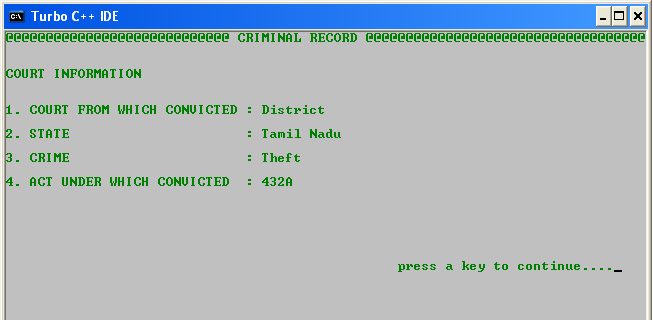 Turbo C++ IDE
@@@@@@@@@@@@@@@@@@@@@@@@@@@@ CRIMINAL RECORD @@@@@@@@@@@@@@@@@@@@@@@@@@@@@@@@@@@
COURT INFORMATION
1. COURT FROM WHICH CONVICTED : District
2. STATE : Tamil Nadu
3. CRIME : Theft
4. ACT UNDER WHICH CONVICTED : 432A
press a key to continue...._